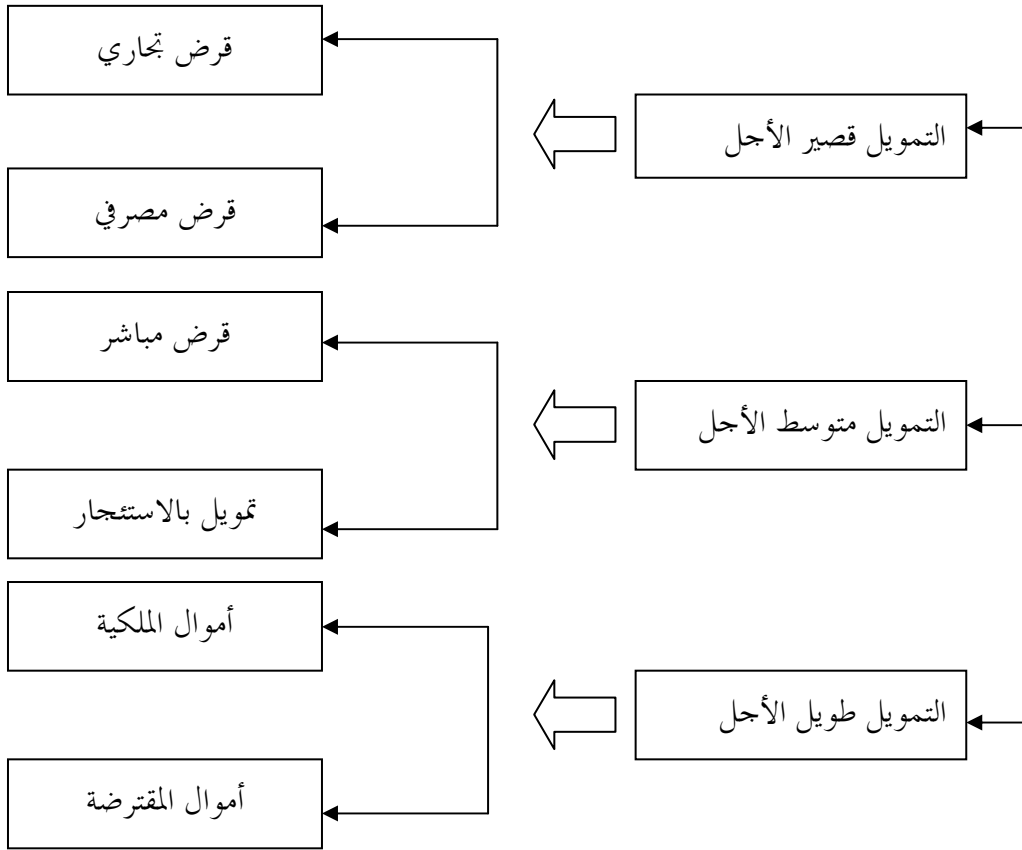 التمويل قصير الأجل
قرض تجاري
قرض مصرفي
التمويل متوسط الأجل
قرض مباشر
تمويل بالاستئجار
التمويل طويل الأجل
أموال الملكية
أموال المقترضة